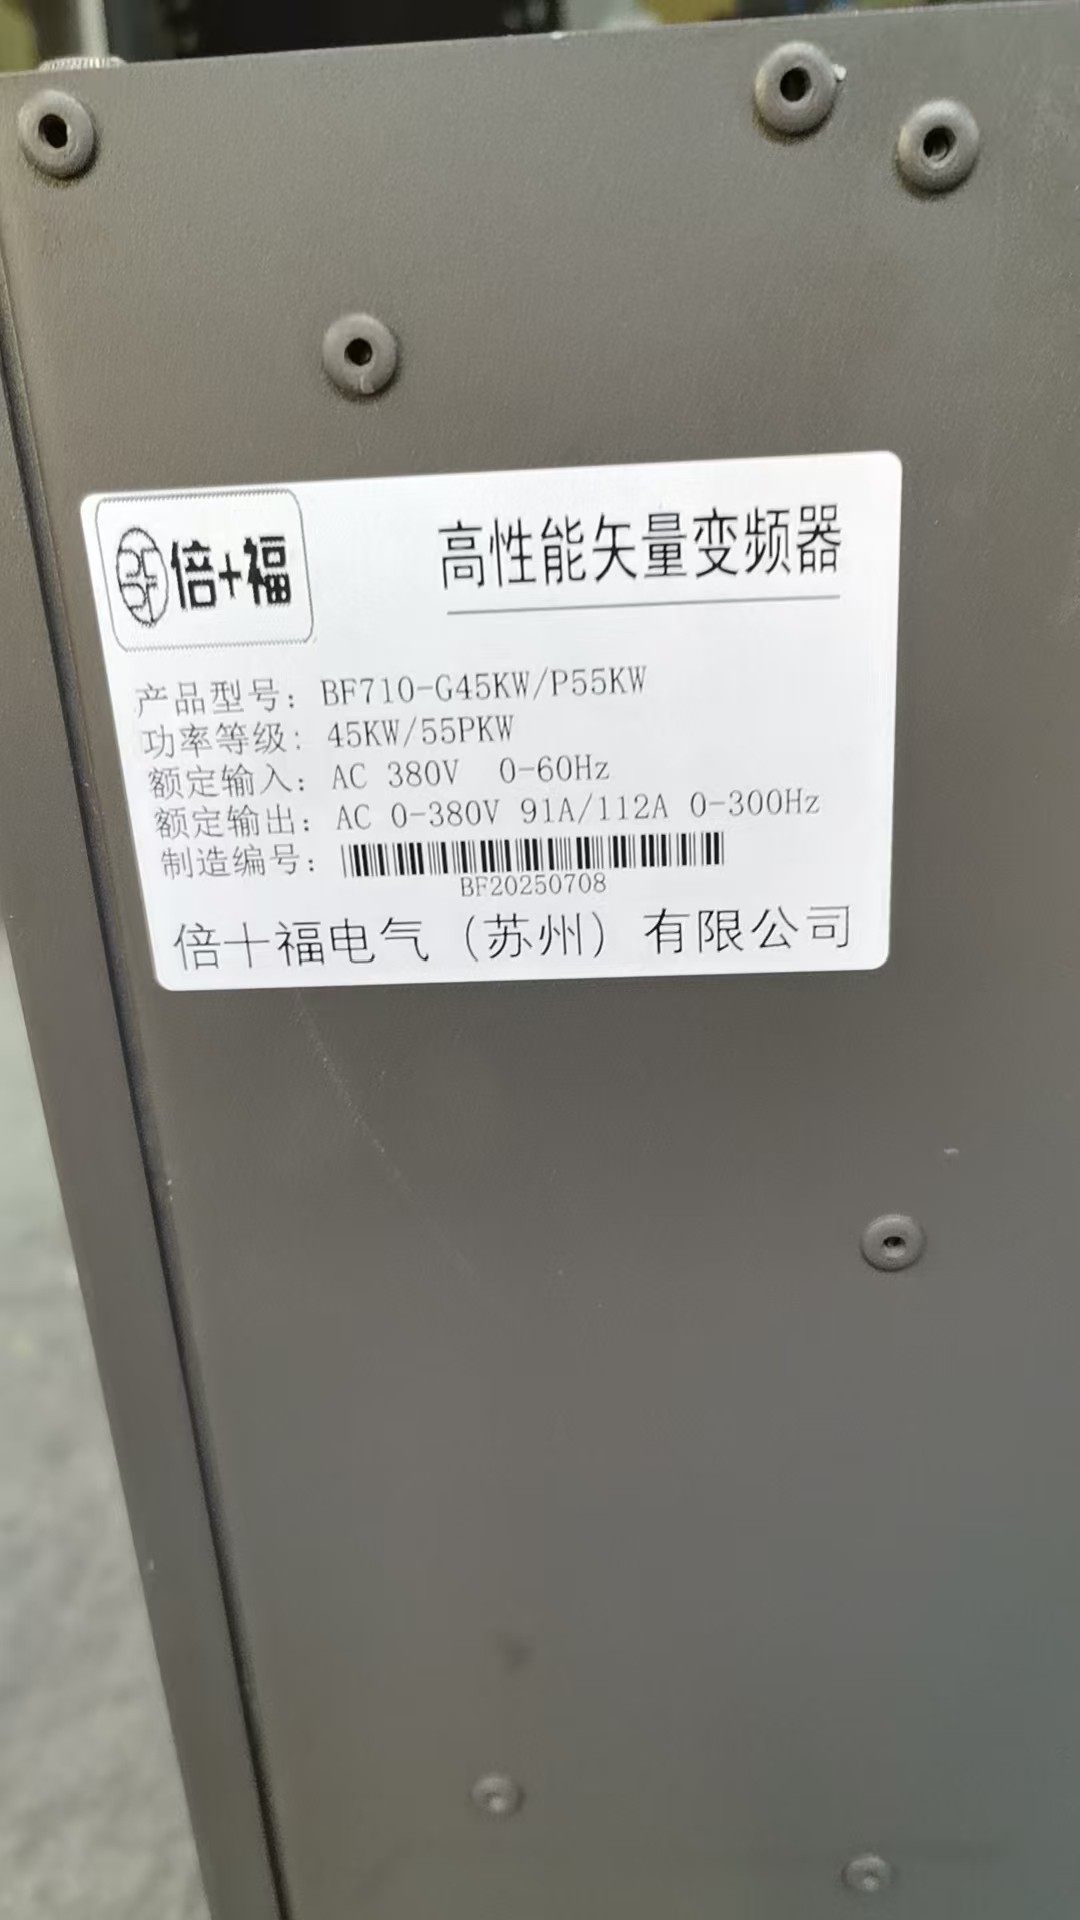 倍+福
高性能矢量变频器
产品型号: BF710-G45KW/P55KW
功率等级: 45KW/55PKW
额定输入: AC 380V 0-60Hz
额定输出: AC 0-380V 91A/112A 0-300Hz
制造编号:
BF20250708
倍十福电气（苏州）有限公司